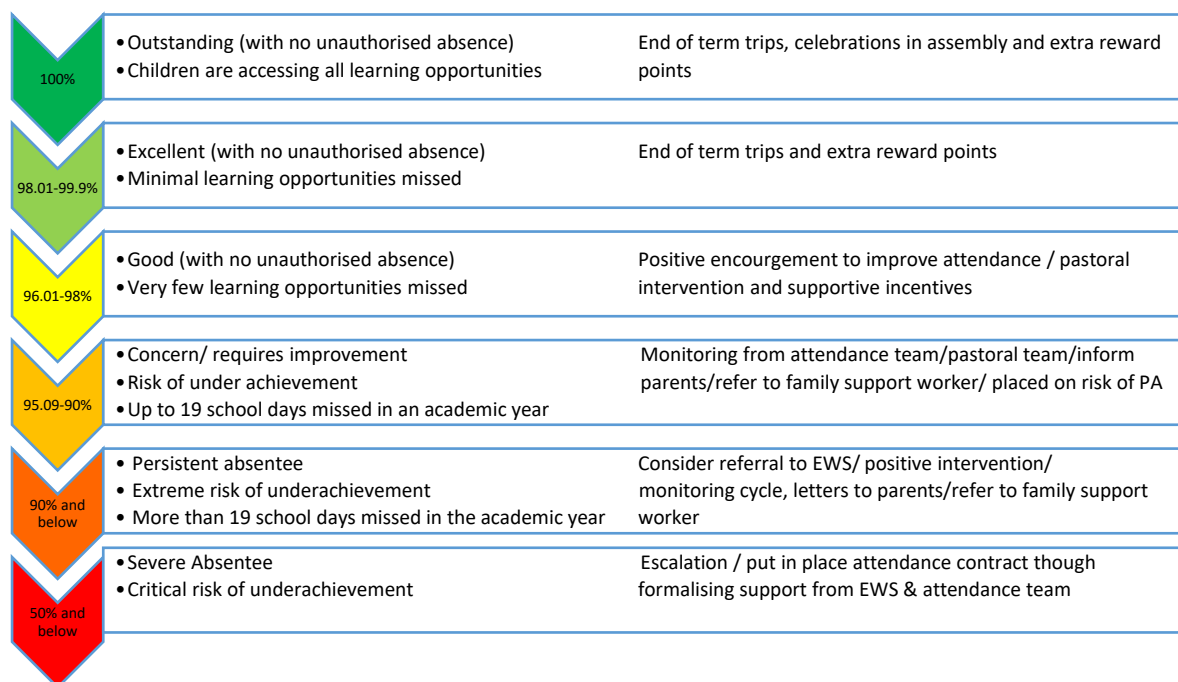 100%
• Outstanding (with no unauthorised absence)
• Children are accessing all learning opportunities
End of term trips, celebrations in assembly and extra reward
points
98.01-99.9%
• Excellent (with no unauthorised absence)
• Minimal learning opportunities missed
End of term trips and extra reward points
96.01-98%
• Good (with no unauthorised absence)
• Very few learning opportunities missed
Positive encourgement to improve attendance / pastoral
intervention and supportive incentives
95.09-90%
• Concern/ requires improvement
• Risk of under achievement
• Up to 19 school days missed in an academic year
Monitoring from attendance team/pastoral team/inform
parents/refer to family support worker/ placed on risk of PA
90% and
below
• Persistent absentee
• Extreme risk of underachievement
• More than 19 school days missed in the academic year
Consider referral to EWS/ positive intervention/
monitoring cycle, letters to parents/refer to family support
worker
50% and
below
• Severe Absentee
• Critical risk of underachievement
Escalation / put in place attendance contract though
formalising support from EWS & attendance team